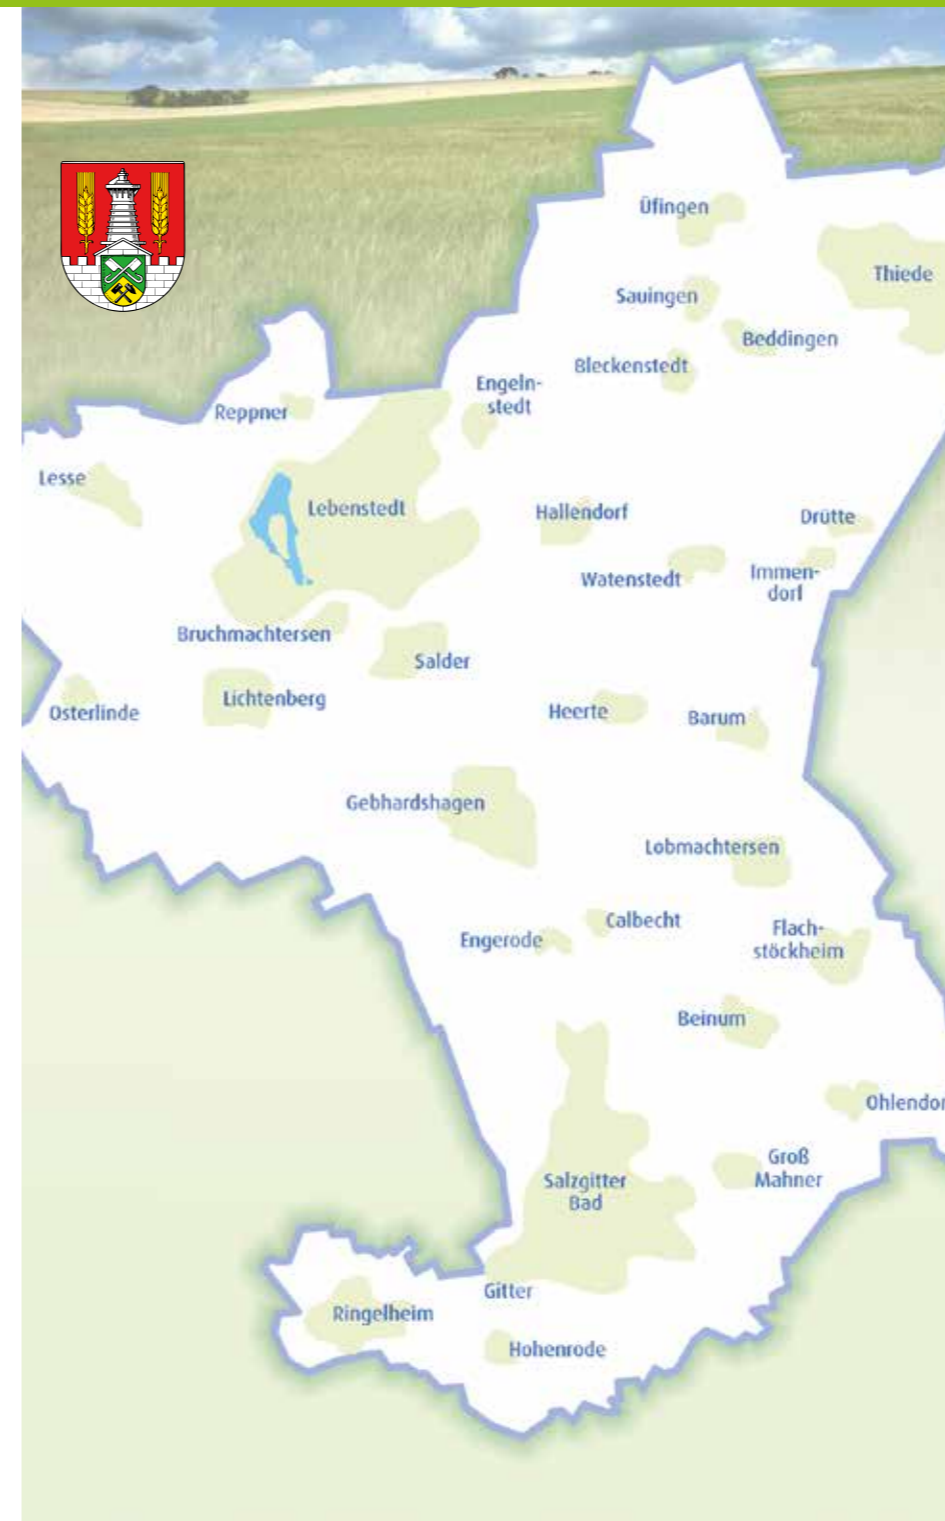 Üfingen
Thiede
Sauingen
Beddingen
Bleckenstedt
Engeln-
stedt
Reppner
Lesse
Lebenstedt
Hallendorf
Drütte
Watenstedt
Immen-
dorf
Bruchmachtersen
Salder
Lichtenberg
Osterlinde
Heerte
Barum
Gebhardshagen
Lobmachtersen
Calbecht
Engerode
Flach-
stöckheim
Beinum
Ohlendor
Groß
Mahner
Salzgitter
Bad
Gitter
Ringelheim
Hohenrode